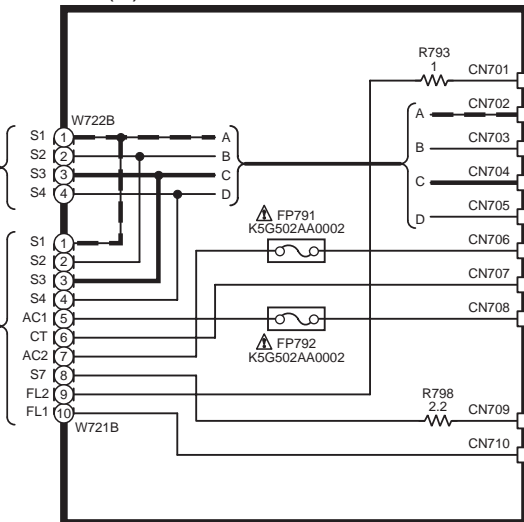 R793
1
CN701
W722B
CN702
S1 1 A
A
S2 2 B
B
CN703
S3 3 C
C
CN704
S4 4 D
D
CN705
FP791
K5G502AA0002
CN706
S1 1
S2 2
CN707
S3 3
S4 4
CN708
AC1 5
CT 6
FP792
K5G502AA0002
AC2 7
S7 8
FL2 9
R798
2.2
CN709
FL1 10
W721B
CN710